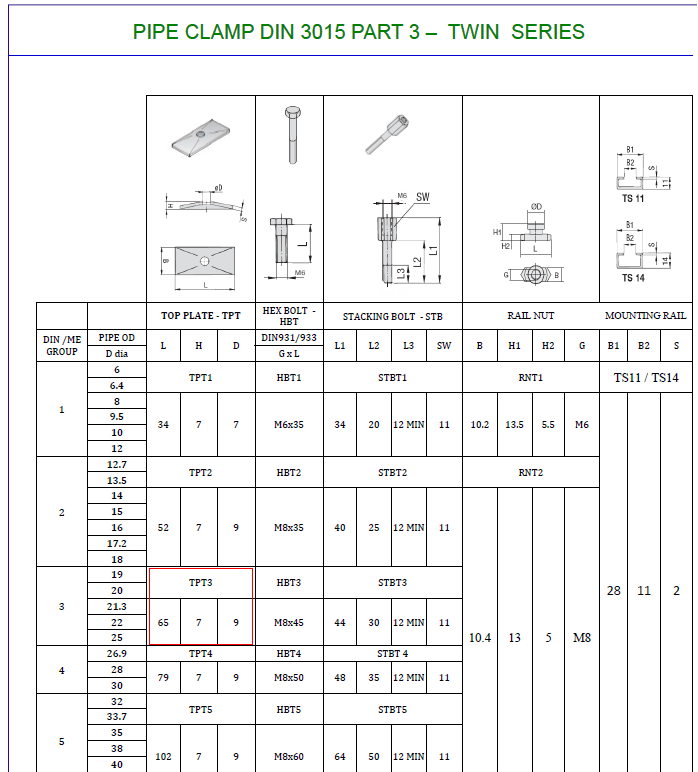 PIPE CLAMP DIN 3015 PART 3 – TWIN SERIES
B1
B2
S
11
TS 11
øD
H
S
M6
SW
B1
B2
S
14
TS 14
ØD
H1
H2
L
B
L
L
M6
L3
L2
L1
G
B
TOP PLATE - TPT
HEX BOLT - HBT
STACKING BOLT - STB
RAIL NUT
MOUNTING RAIL
DIN /ME GROUP
PIPE OD
D dia
L H D
DIN931/933
G x L
L1 L2 L3 SW
B H1 H2 G
B1 B2 S
1
6
6.4
8
9.5
10
12
TPT1 HBT1 STBT1 RNT1 TS11 / TS14
34 7 7 M6x35 34 20 12 MIN 11 10.2 13.5 5.5 M6
2
12.7
13.5
14
15
16
17.2
18
TPT2 HBT2 STBT2 RNT2
52 7 9 M8x35 40 25 12 MIN 11
3
19
20
21.3
22
25
TPT3 HBT3 STBT3
65 7 9 M8x45 44 30 12 MIN 11
10.4 13 5 M8
28 11 2
4
26.9
28
30
TPT4 HBT4 STBT 4
79 7 9 M8x50 48 35 12 MIN 11
5
32
33.7
35
38
40
TPT5 HBT5 STBT5
102 7 9 M8x60 64 50 12 MIN 11